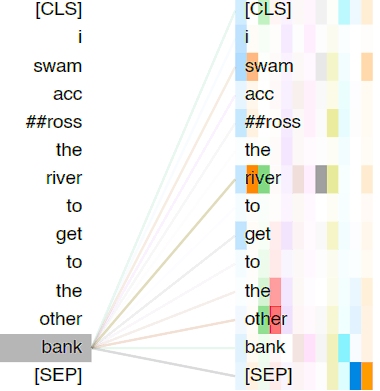 [CLS] [CLS]
i i
swam swam
acc acc
##ross ##ross
the the
river river
to to
get get
to to
the the
other other
bank bank
[SEP] [SEP]